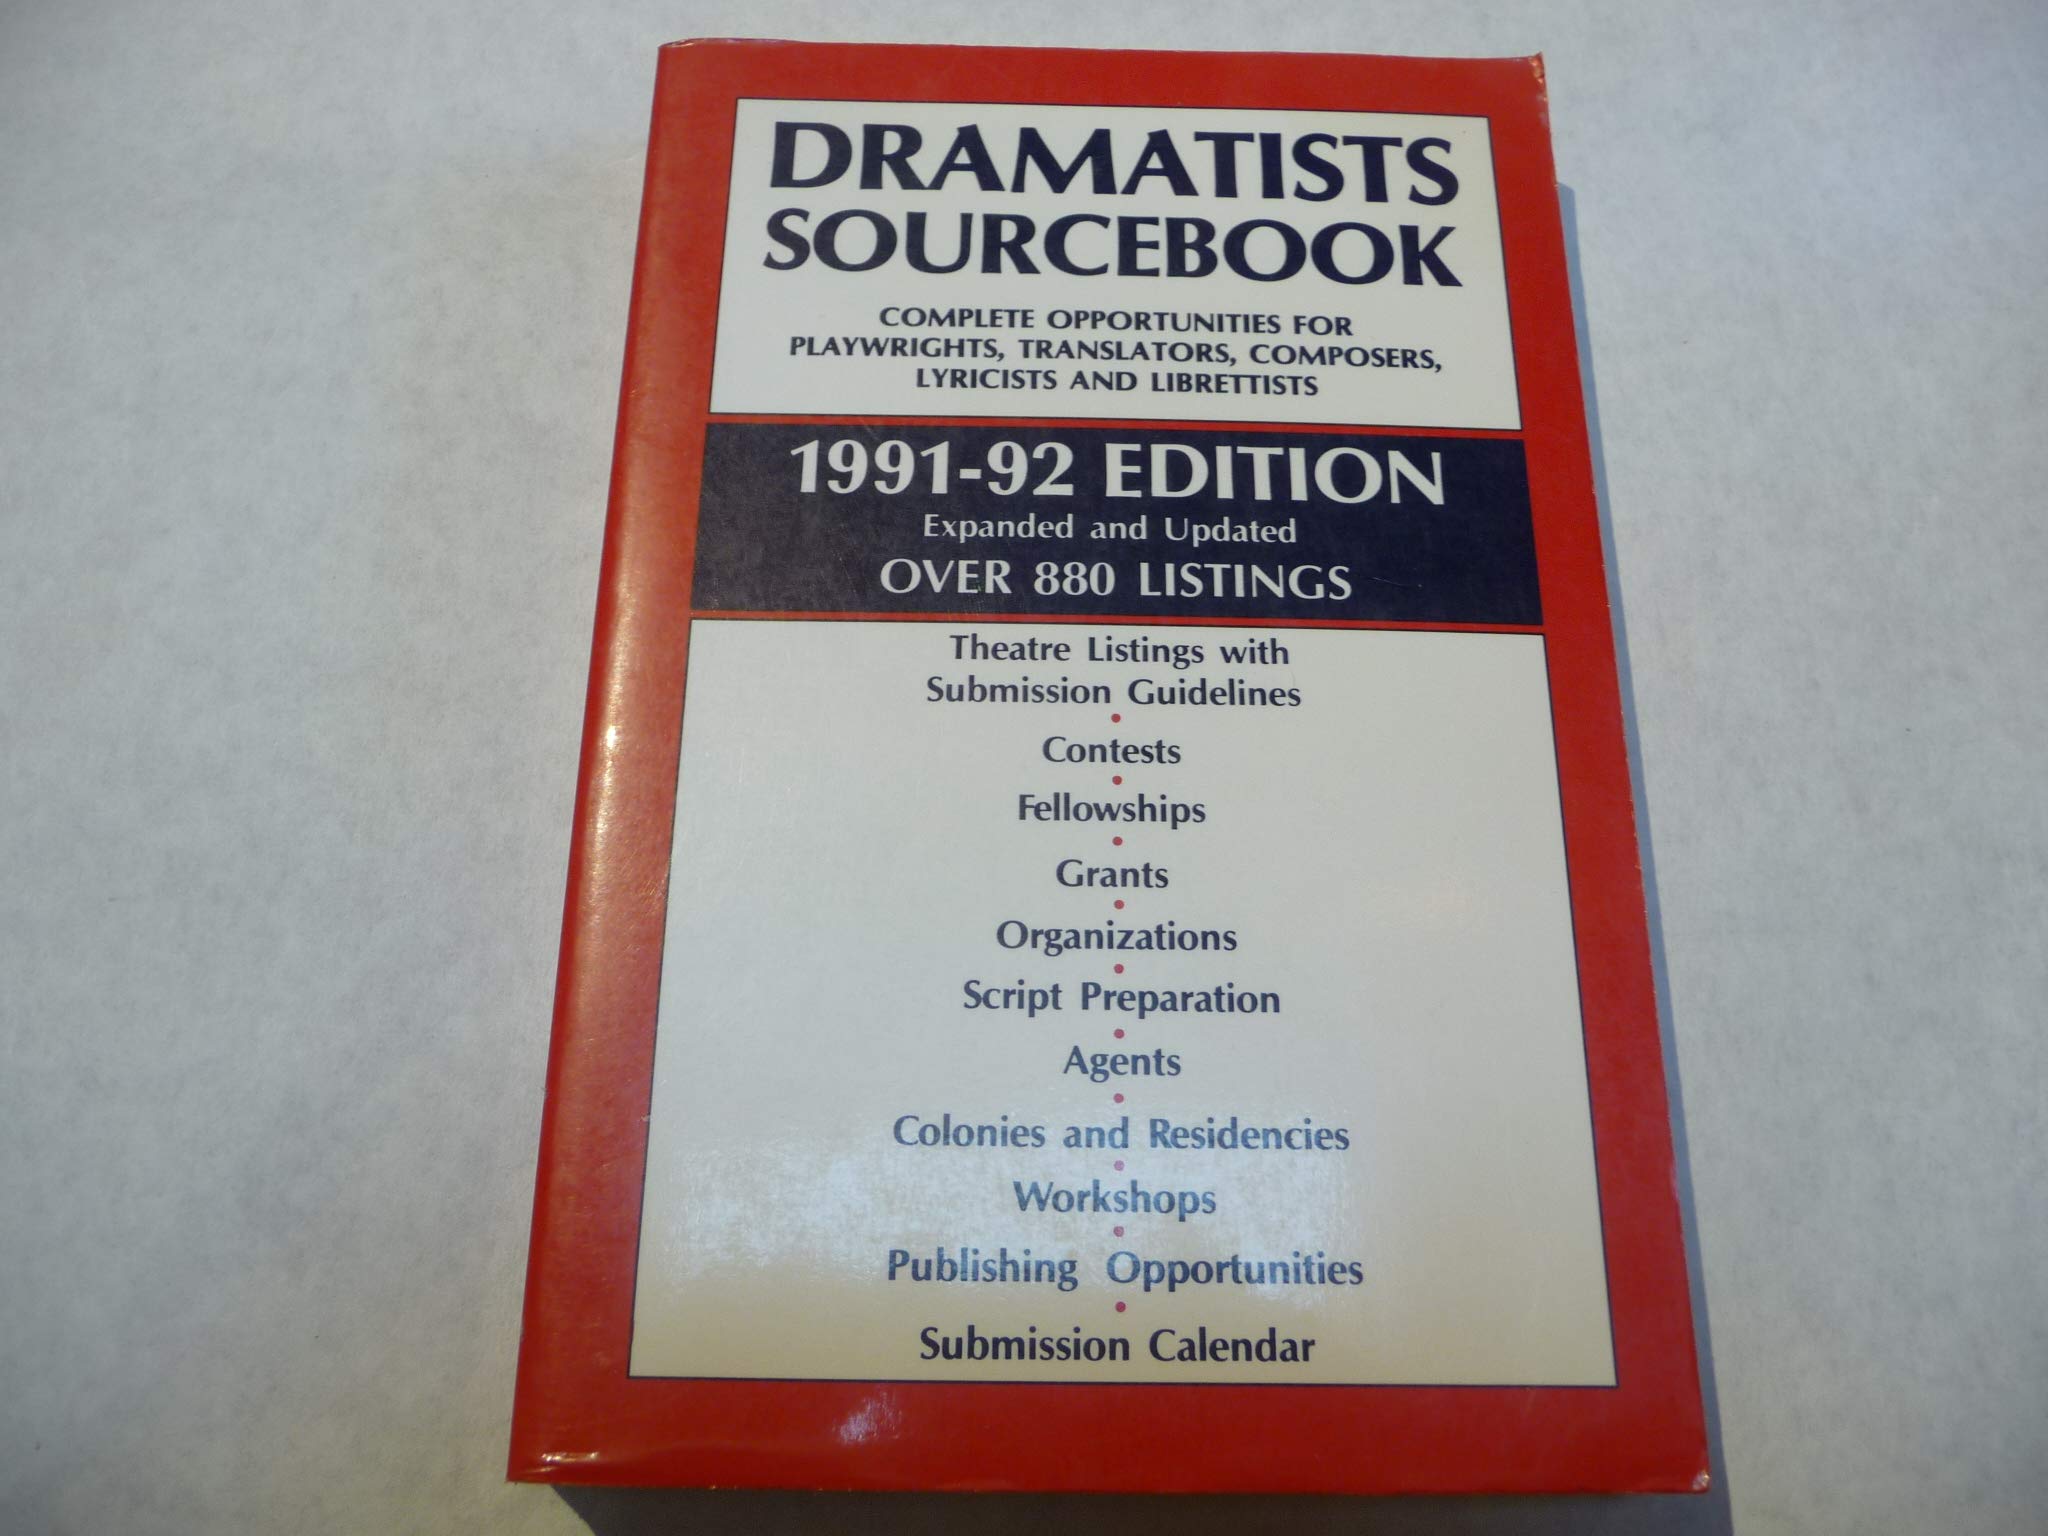 DRAMATISTS
SOURCEBOOK
COMPLETE OPPORTUNITIES FOR
PLAYWRIGHTS, TRANSLATORS, COMPOSERS,
LYRICISTS AND LIBRETTISTS
1991-92 EDITION
Expanded and Updated
OVER 880 LISTINGS
Theatre Listings with
Submission Guidelines
•
Contests
•
Fellowships
•
Grants
•
Organizations
•
Script Preparation
•
Agents
•
Colonies and Residencies
•
Workshops
•
Publishing Opportunities
•
Submission Calendar